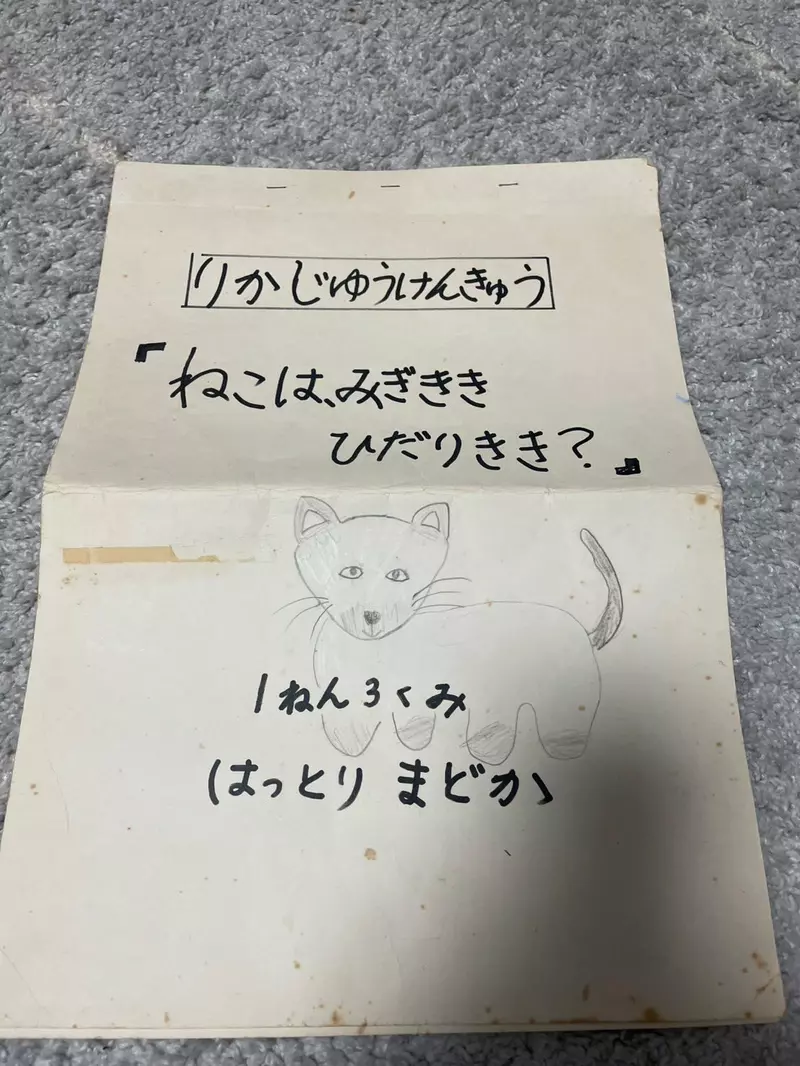 りかじゆうけんきゅう
『ねこは、みぎきき
ひだりきき?』
1ねん3くみ
はっとり まどか